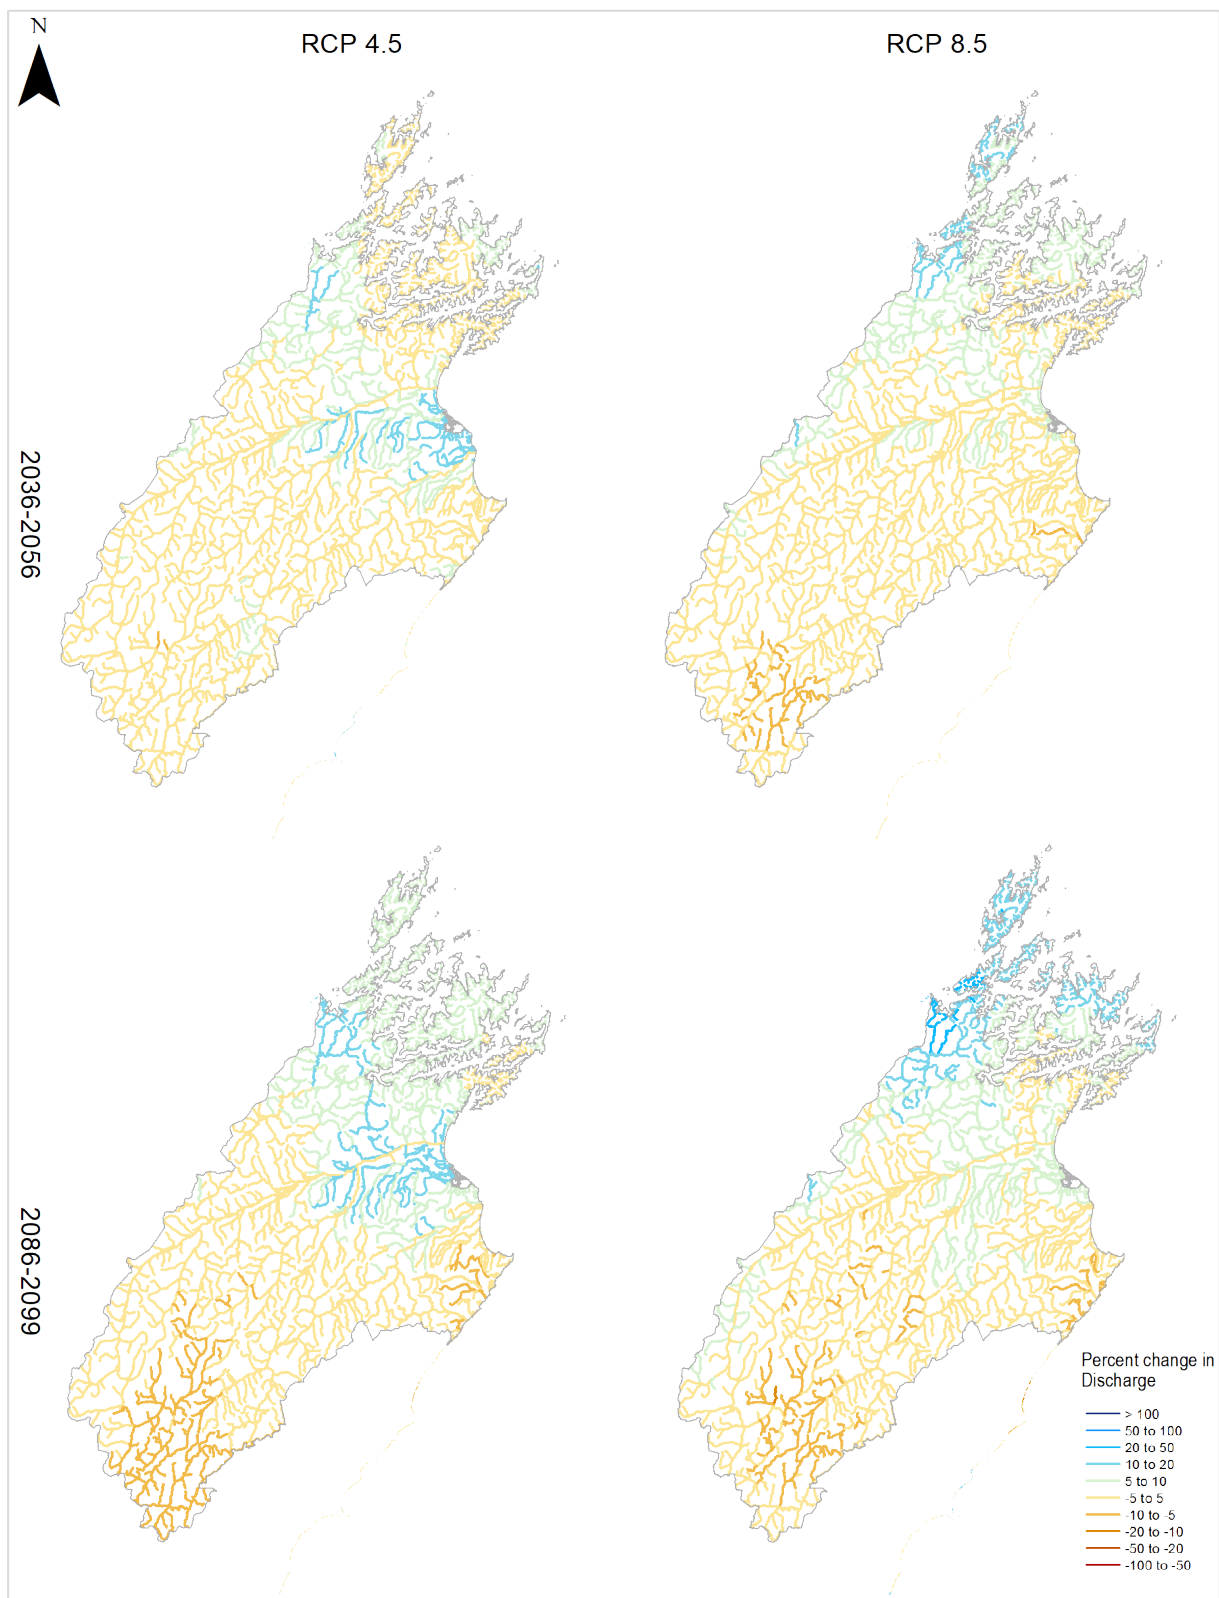 N
RCP 4.5
RCP 8.5
2036-2056
2086-2099
Percent change in
Discharge
> 100
50 to 100
20 to 50
10 to 20
5 to 10
-5 to 5
-10 to -5
-20 to -10
-50 to -20
-100 to -50